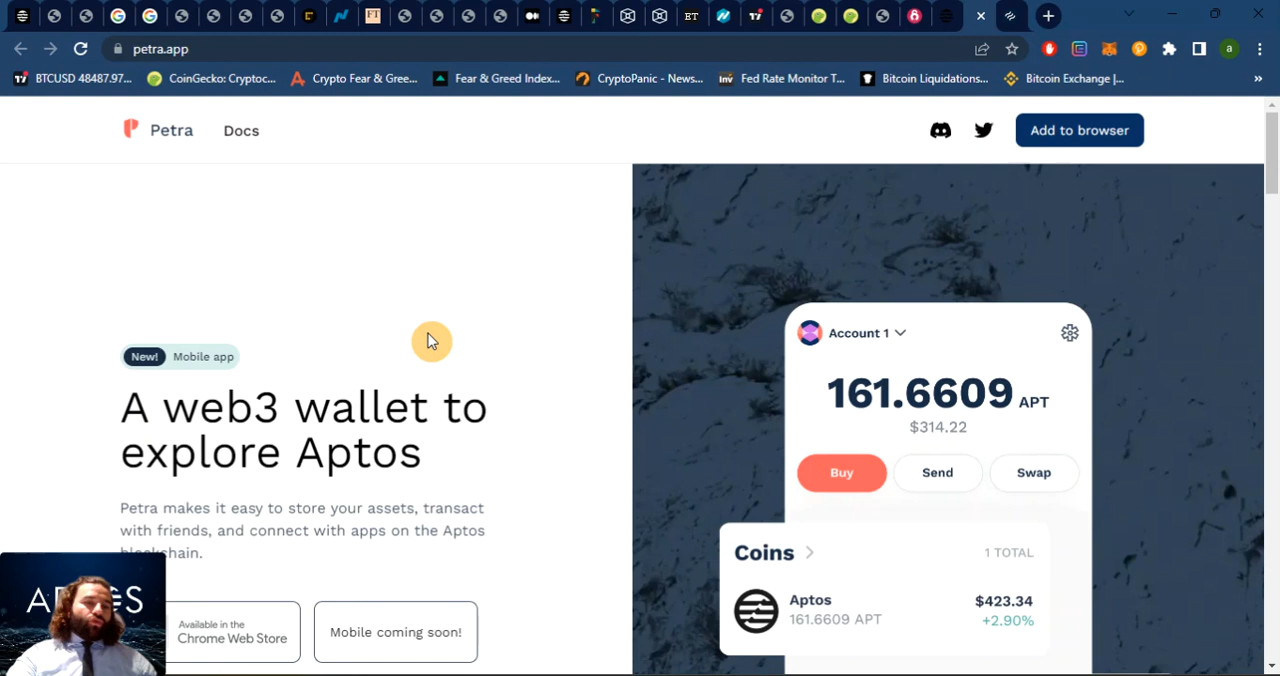 petra.app
BTCUSD 48487.97...
CoinGecko: Cryptoc...
Crypto Fear & Gree...
Fear & Greed Index...
CryptoPanic - News...
Fed Rate Monitor T...
Bitcoin Liquidations...
Bitcoin Exchange |...
Petra
Docs
Add to browser
New! Mobile app
A web3 wallet to
explore Aptos
Petra makes it easy to store your assets, transact
with friends, and connect with apps on the Aptos
Available in the
Chrome Web Store
Mobile coming soon!
Account 1
161.6609 APT
$314.22
Buy
Send
Swap
Coins
1 TOTAL
Aptos
161.6609 APT
$423.34
+2.90%